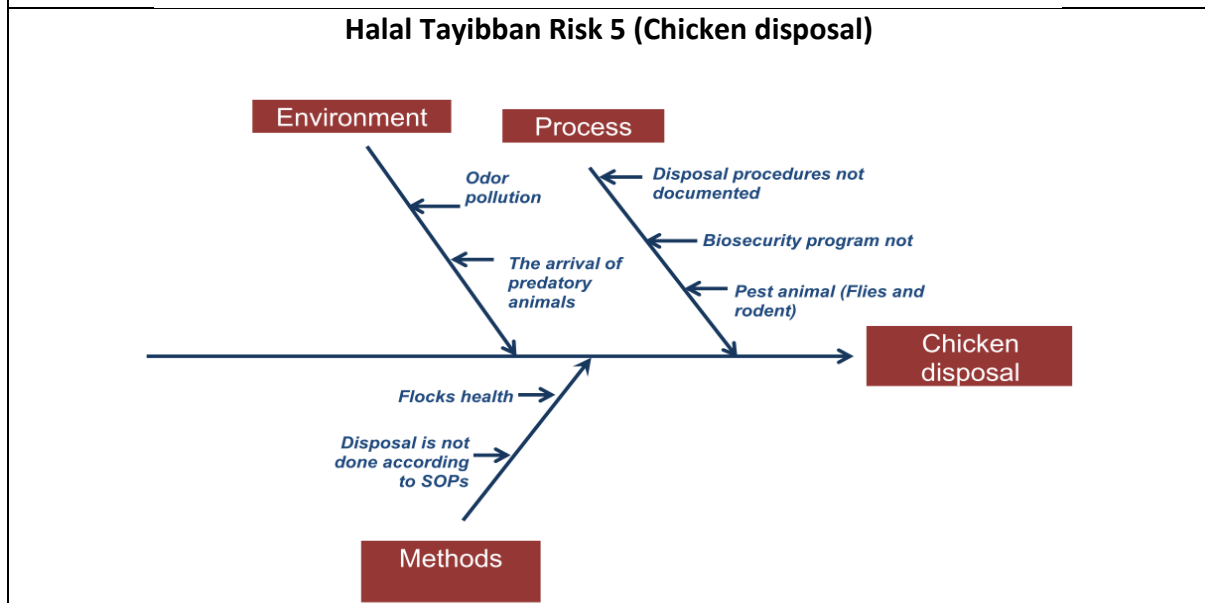 Halal Tayibban Risk 5 (Chicken disposal)
Environment
Process
Odor
pollution
The arrival of
predatory
animals
Disposal procedures not
documented
Biosecurity program not
Pest animal (Flies and
rodent)
Chicken
disposal
Flocks health
Disposal is not
done according
to SOPs
Methods